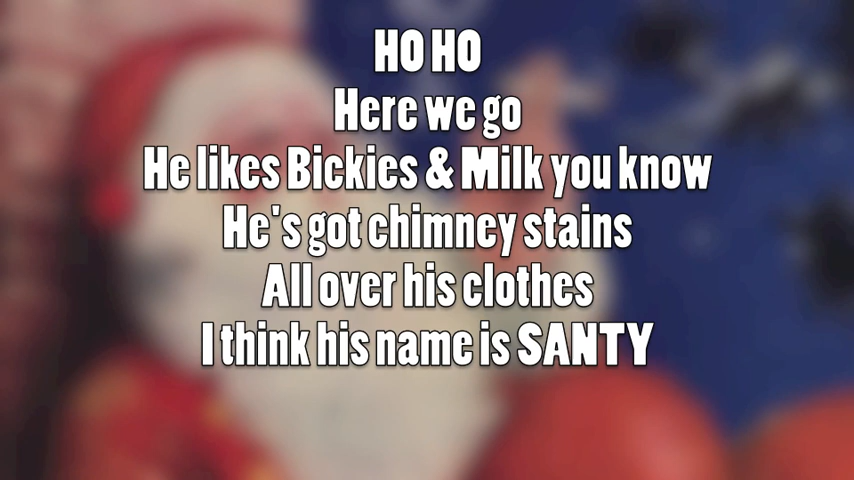 HO HO
Here we go
He likes Bickies & Milk you know
He's got chimney stains
All over his clothes
I think his name is SANTY